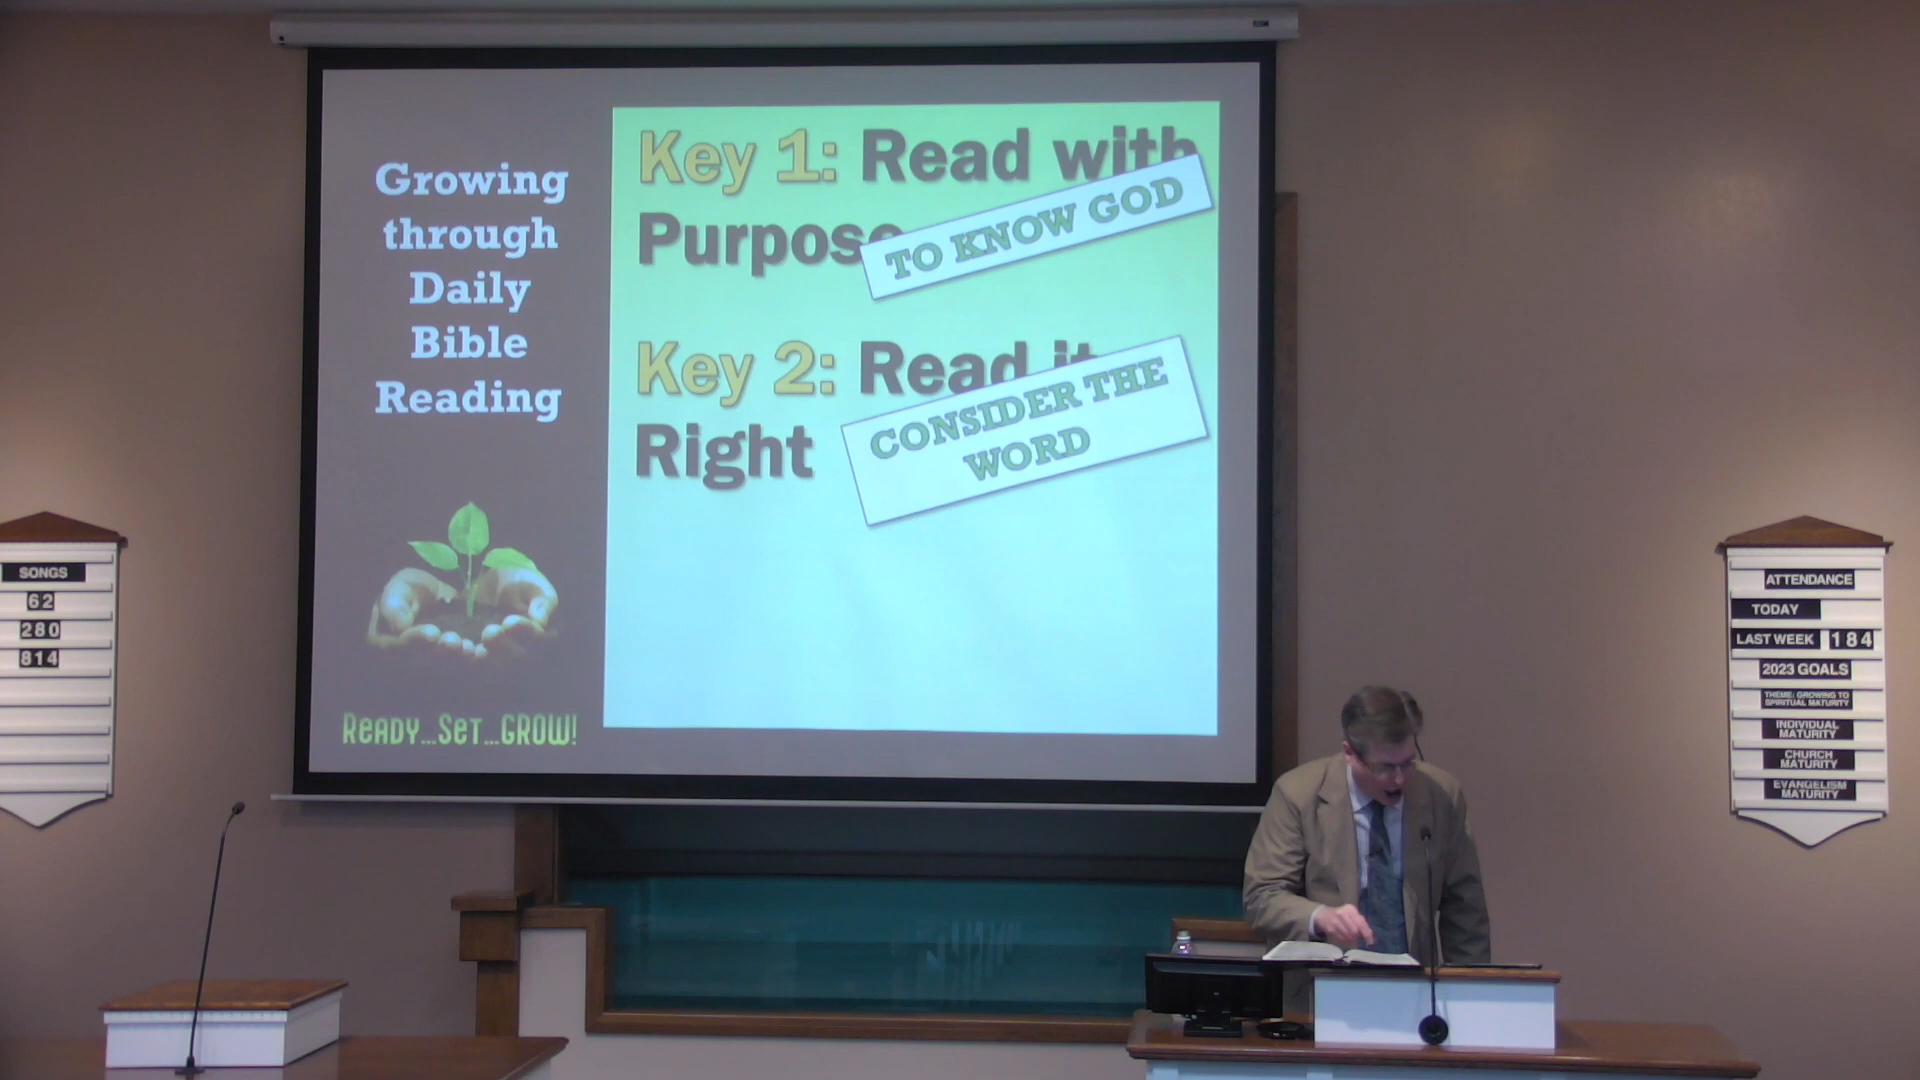 Growing
through
Daily
Bible
Reading
READY...SET...GROW!
Key 1: Read with
Purpose
TO KNOW GOD
Key 2: Read it
Right
CONSIDER THE
WORD
SONGS
62
280
814
ATTENDANCE
TODAY
LAST WEEK 184
2023 GOALS
THEME: GROWING TO
SPIRITUAL MATURITY
INDIVIDUAL
MATURITY
CHURCH
MATURITY
EVANGELISM
MATURITY